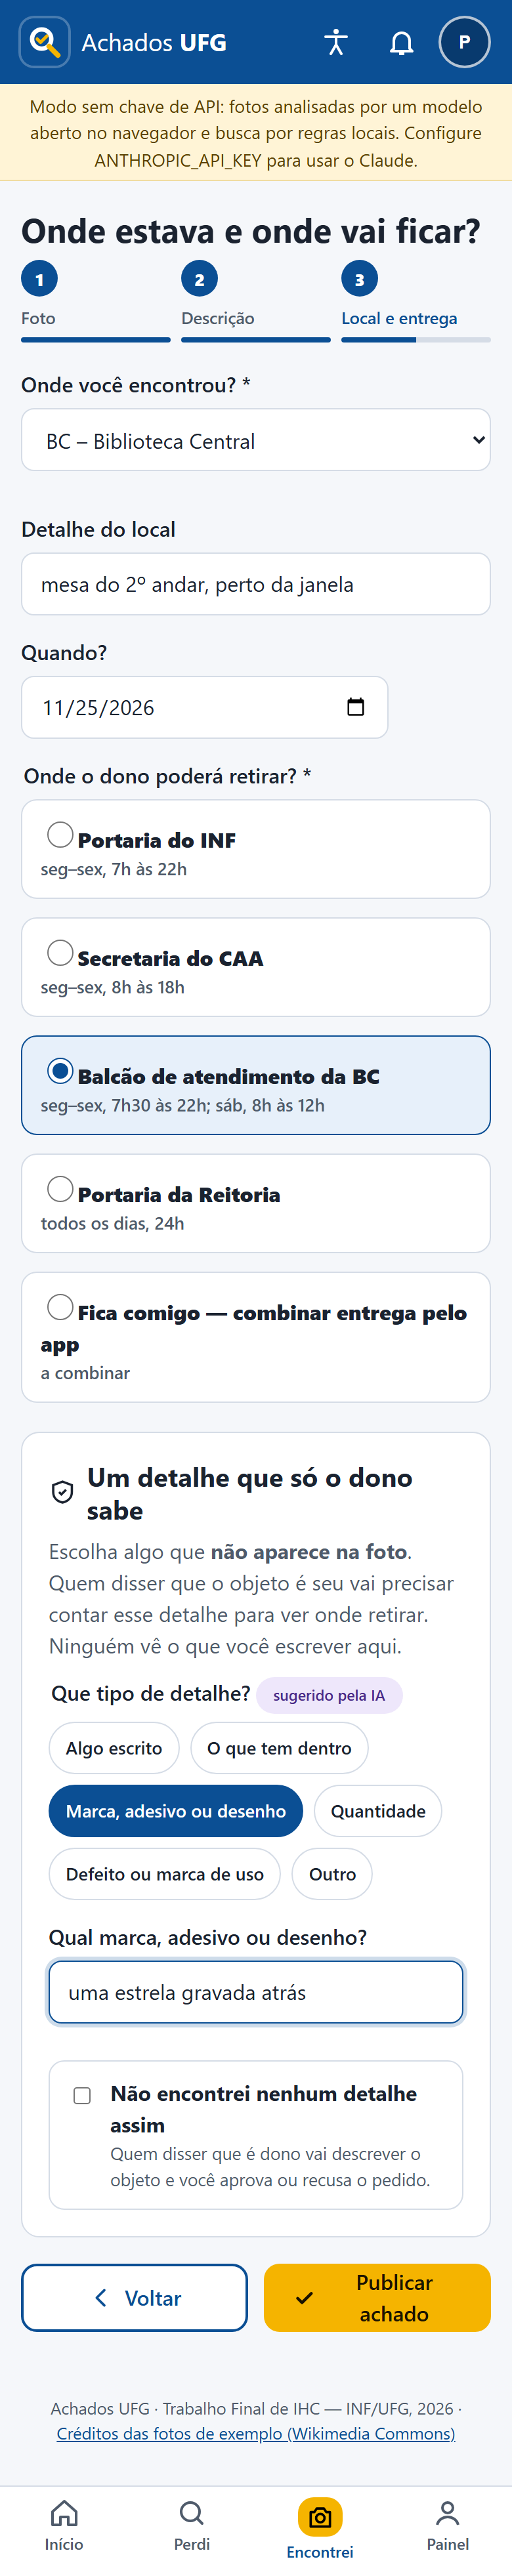 Achados UFG
P
Modo sem chave de API: fotos analisadas por um modelo
aberto no navegador e busca por regras locais. Configure
ANTHROPIC_API_KEY para usar o Claude.
Onde estava e onde vai ficar?
1
2
3
Foto
Descrição
Local e entrega
Onde você encontrou? *
BC – Biblioteca Central
Detalhe do local
mesa do 2º andar, perto da janela
Quando?
11/25/2026
Onde o dono poderá retirar? *
Portaria do INF
seg–sex, 7h às 22h
Secretaria do CAA
seg–sex, 8h às 18h
Balcão de atendimento da BC
seg–sex, 7h30 às 22h; sáb, 8h às 12h
Portaria da Reitoria
todos os dias, 24h
Fica comigo — combinar entrega pelo
app
a combinar
Um detalhe que só o dono
sabe
Escolha algo que não aparece na foto.
Quem disser que o objeto é seu vai precisar
contar esse detalhe para ver onde retirar.
Ninguém vê o que você escrever aqui.
Que tipo de detalhe? sugerido pela IA
Algo escrito
O que tem dentro
Marca, adesivo ou desenho
Quantidade
Defeito ou marca de uso
Outro
Qual marca, adesivo ou desenho?
uma estrela gravada atrás
Não encontrei nenhum detalhe
assim
Quem disser que é dono vai descrever o
objeto e você aprova ou recusa o pedido.
Voltar
Publicar
achado
Achados UFG · Trabalho Final de IHC — INF/UFG, 2026 ·
Créditos das fotos de exemplo (Wikimedia Commons)
Início
Perdi
Encontrei
Painel